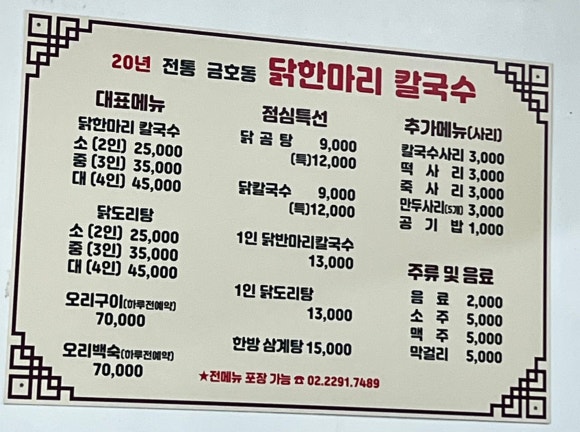 20년 전통 금호동 닭한마리 칼국수
대표메뉴
닭한마리 칼국수
소 (2인) 25,000
중 (3인) 35,000
대 (4인) 45,000
닭도리탕
소 (2인) 25,000
중 (3인) 35,000
대 (4인) 45,000
오리구이(하루전예약)
70,000
오리백숙(하루전예약)
70,000
점심특선
닭 곰 탕 9,000
(특)12,000
닭칼국수 9,000
(특)12,000
1인 닭반마리칼국수
13,000
1인 닭도리탕
13,000
한방 삼계탕 15,000
추가메뉴(사리)
칼국수사리 3,000
떡 사 리 3,000
죽 사 리 3,000
만두사리(5개) 3,000
공 기 밥 1,000
주류 및 음료
음 료 2,000
소 주 5,000
맥 주 5,000
막걸리 5,000
★전메뉴 포장 가능 ☎ 02.2291.7489